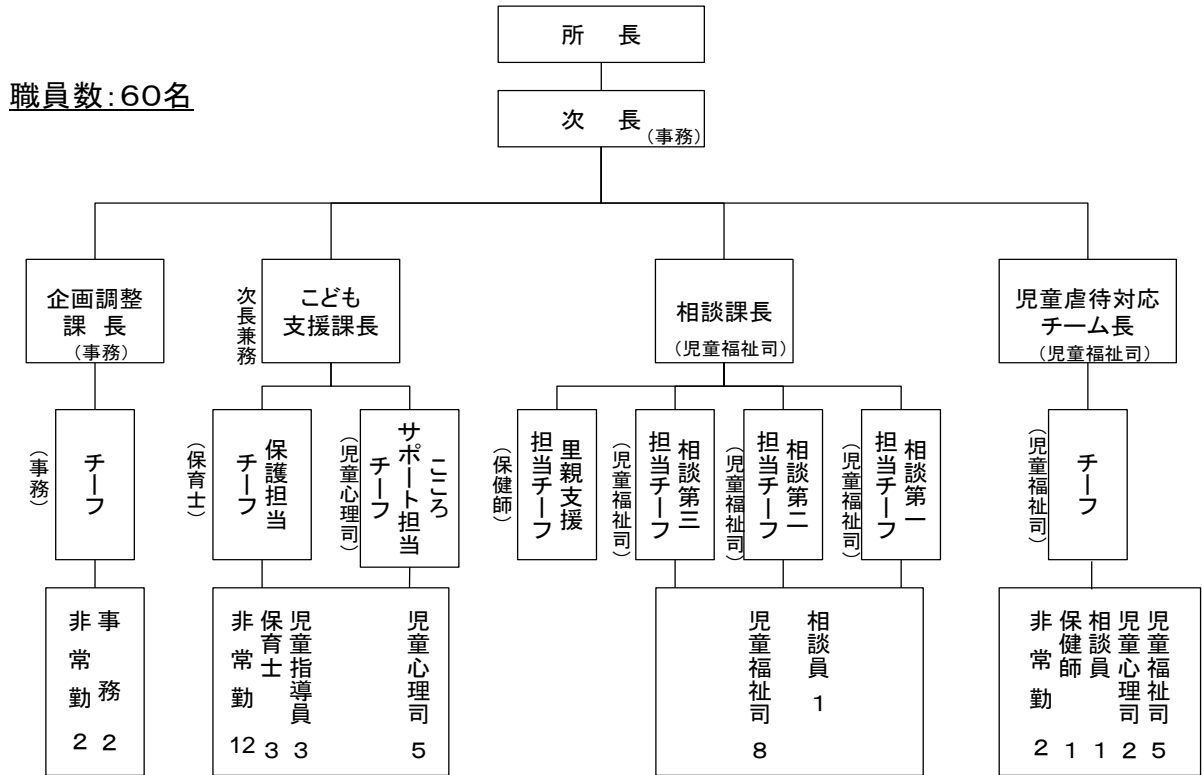 所　長
職員数:60名
次　長
(事務)
企画調整
課　長
(事務)
次長兼務
こども
支援課長
相談課長
(児童福祉司)
児童虐待対応
チーム長
(児童福祉司)
(事務)
チーフ
(保育士)
保護担当
チーフ
(児童心理司)
こころ
サポート担当
チーフ
(保健師)
里親支援
担当チーフ
(児童福祉司)
相談第三
担当チーフ
(児童福祉司)
相談第二
担当チーフ
(児童福祉司)
相談第一
担当チーフ
(児童福祉司)
チーフ
事務 2
非常勤 2
児童心理司 5
児童指導員 3
保育士 3
非常勤 12
相談員 1
児童福祉司 8
児童福祉司 5
児童心理司 2
相談員 1
保健師 1
非常勤 2